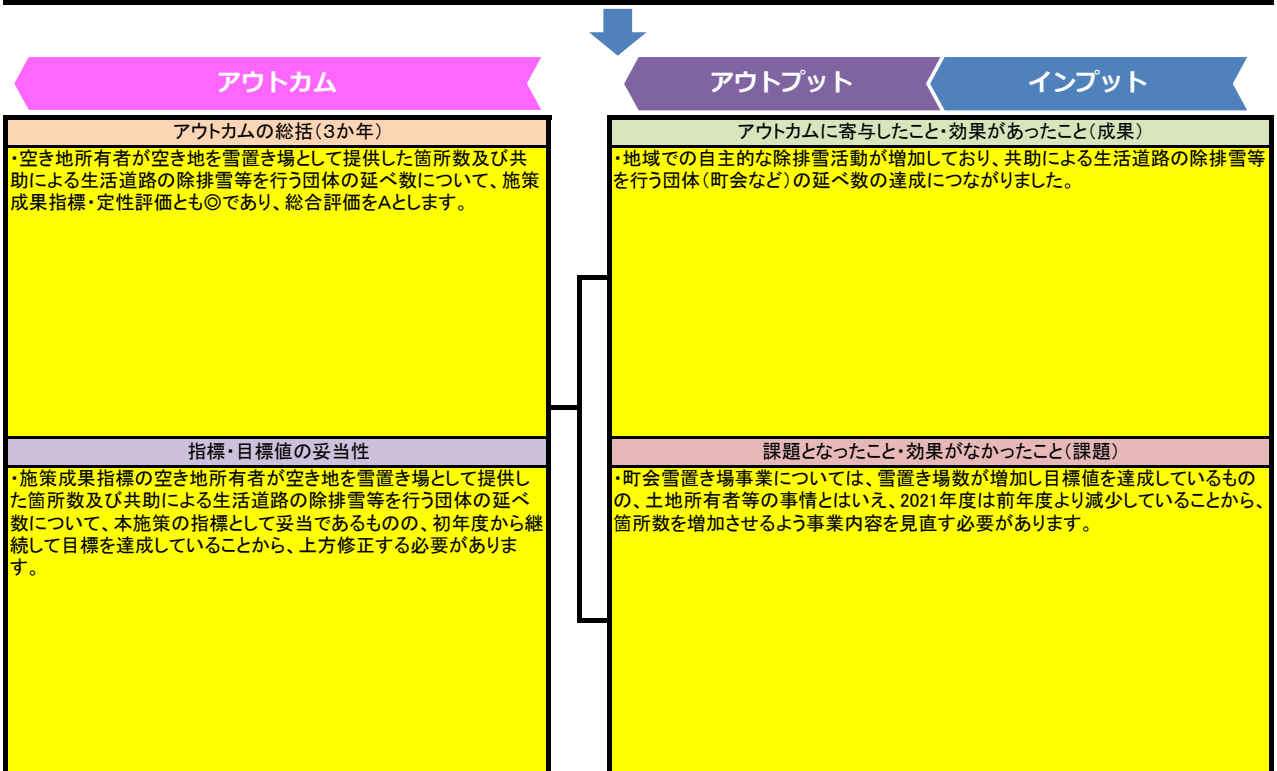 アウトカム
アウトプット
インプット
アウトカムの総括(3か年)
・空き地所有者が空き地を雪置き場として提供した箇所数及び共
助による生活道路の除排雪等を行う団体の延べ数について、施策
成果指標・定性評価とも◎であり、総合評価をAとします。
指標・目標値の妥当性
・施策成果指標の空き地所有者が空き地を雪置き場として提供し
た箇所数及び共助による生活道路の除排雪等を行う団体の延べ
数について、本施策の指標として妥当であるものの、初年度から継
続して目標を達成していることから、上方修正する必要がありま
す。
アウトカムに寄与したこと・効果があったこと(成果)
・地域での自主的な除排雪活動が増加しており、共助による生活道路の除排雪等
を行う団体(町会など)の延べ数の達成につながりました。
課題となったこと・効果がなかったこと(課題)
・町会雪置き場事業については、雪置き場数が増加し目標値を達成しているもの
の、土地所有者等の事情とはいえ、2021年度は前年度より減少していることから、
箇所数を増加させるよう事業内容を見直す必要があります。